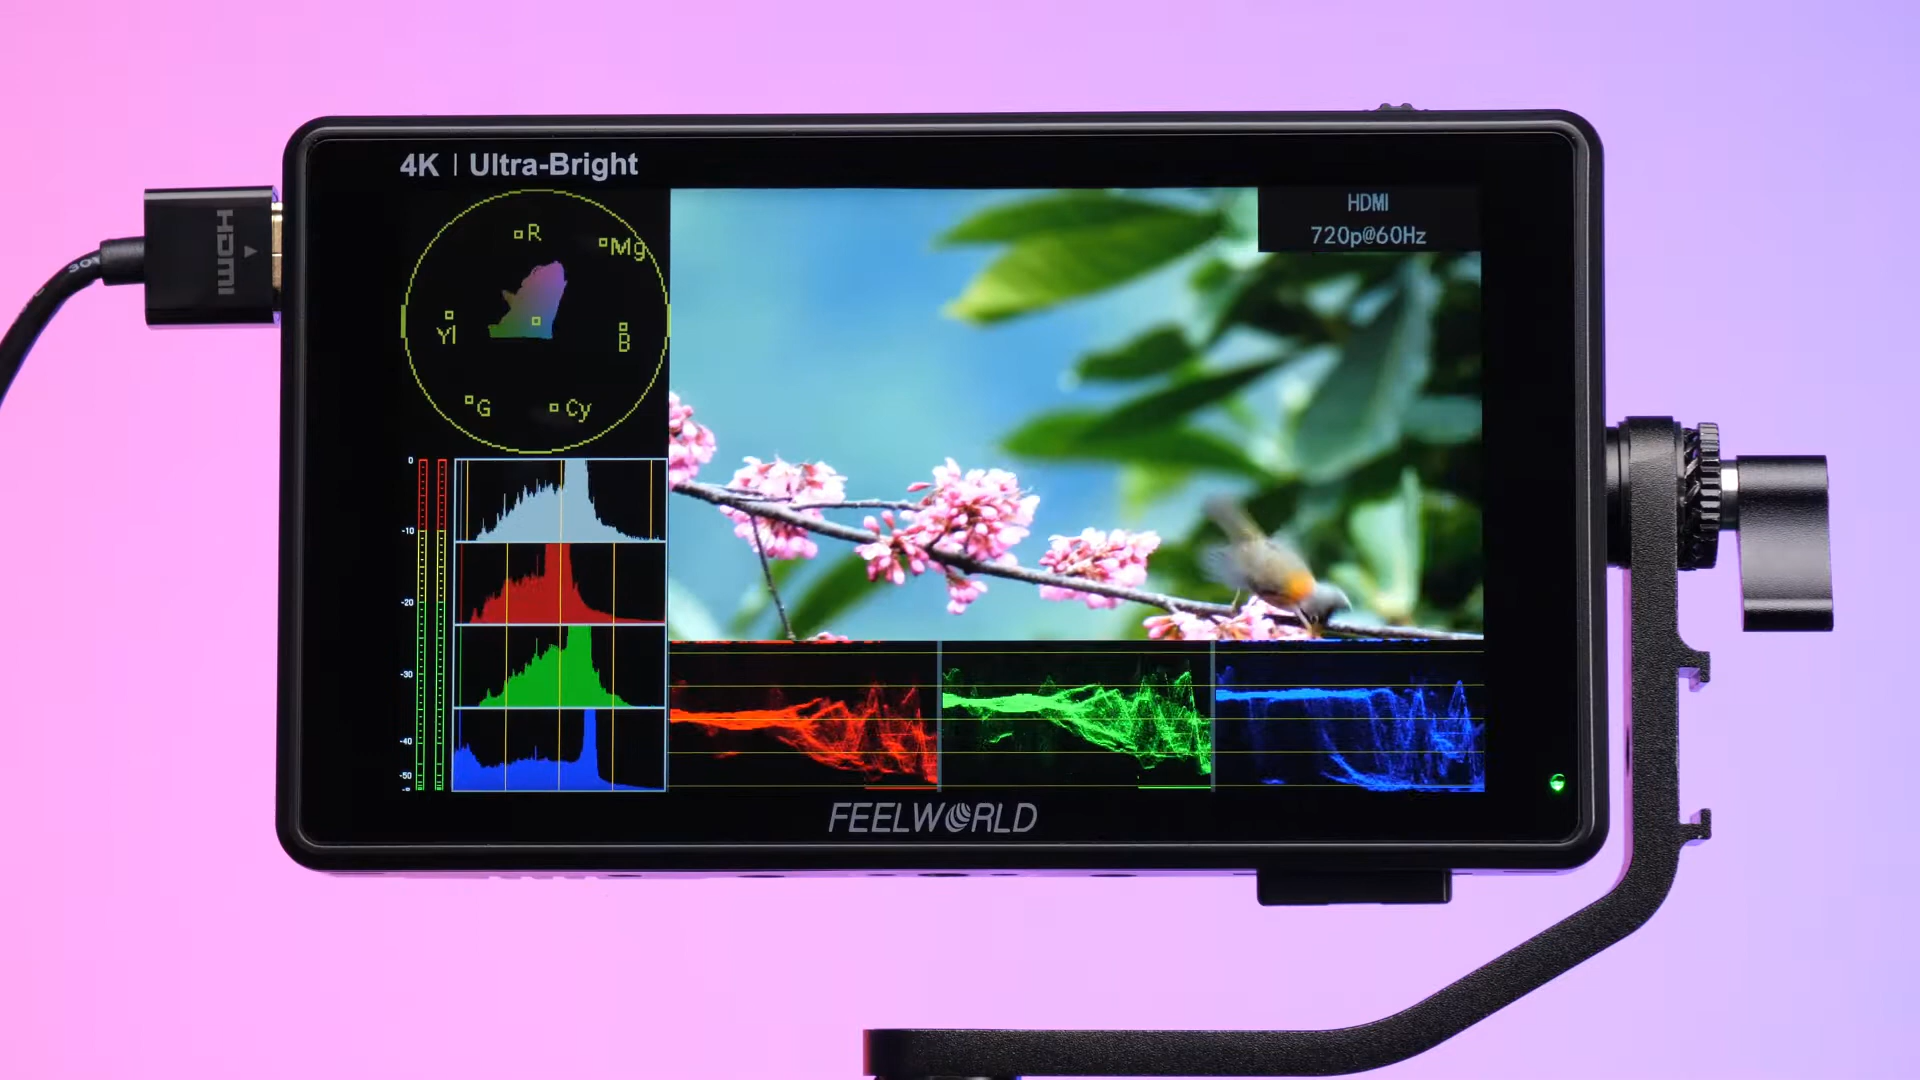 4K | Ultra-Bright
HDMI
720p@60Hz
R
Mg
Yl
B
G
Cy
HDMI
0
-10
-20
-30
-40
-50
FEELWORLD